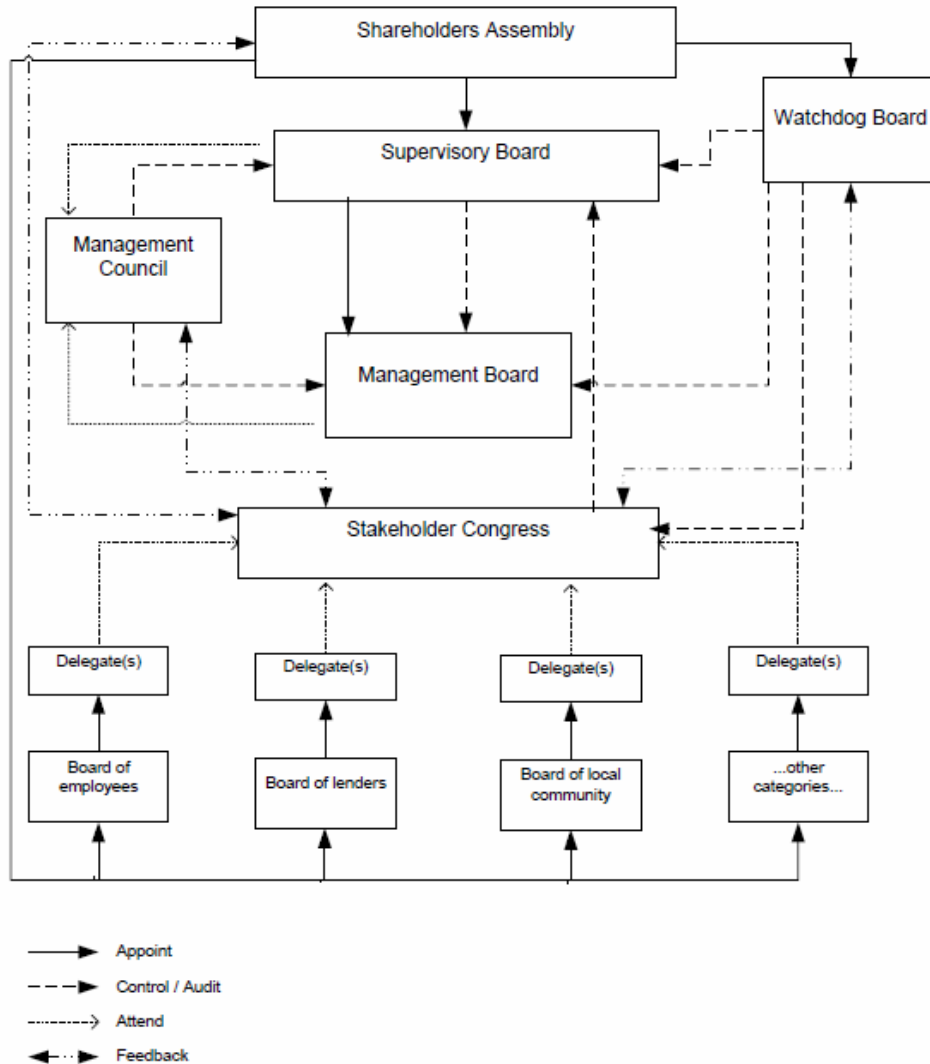 Shareholders Assembly
Watchdog Board
Supervisory Board
Management
Council
Management Board
Stakeholder Congress
Delegate(s)
Delegate(s)
Delegate(s)
Delegate(s)
Board of
employees
Board of lenders
Board of local
community
...other
categories...
Appoint
Control / Audit
Attend
Feedback